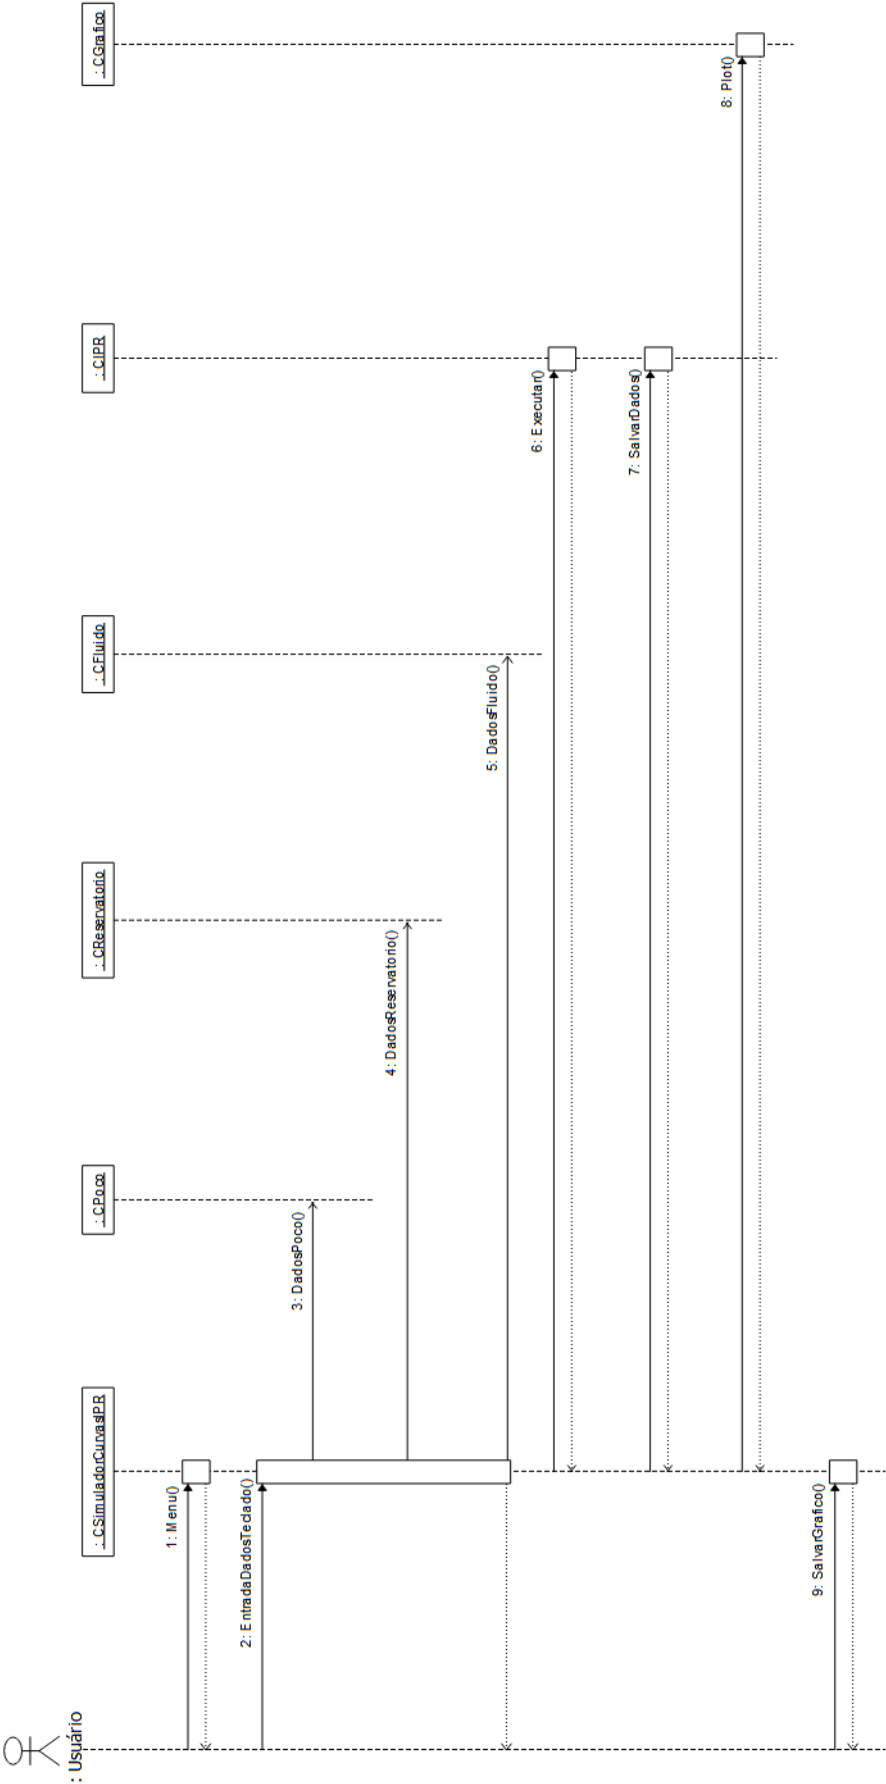 : Usuário
: CSimuladorCurvasIPR
: CPoco
: CReservatorio
: CFluido
: CIPR
: CGrafico
1: Menu()
2: EntradaDadosTeclado()
3: DadosPoco()
4: DadosReservatorio()
5: DadosFluido()
6: Executar()
7: SalvarDados()
8: Plot()
9: SalvarGrafico()